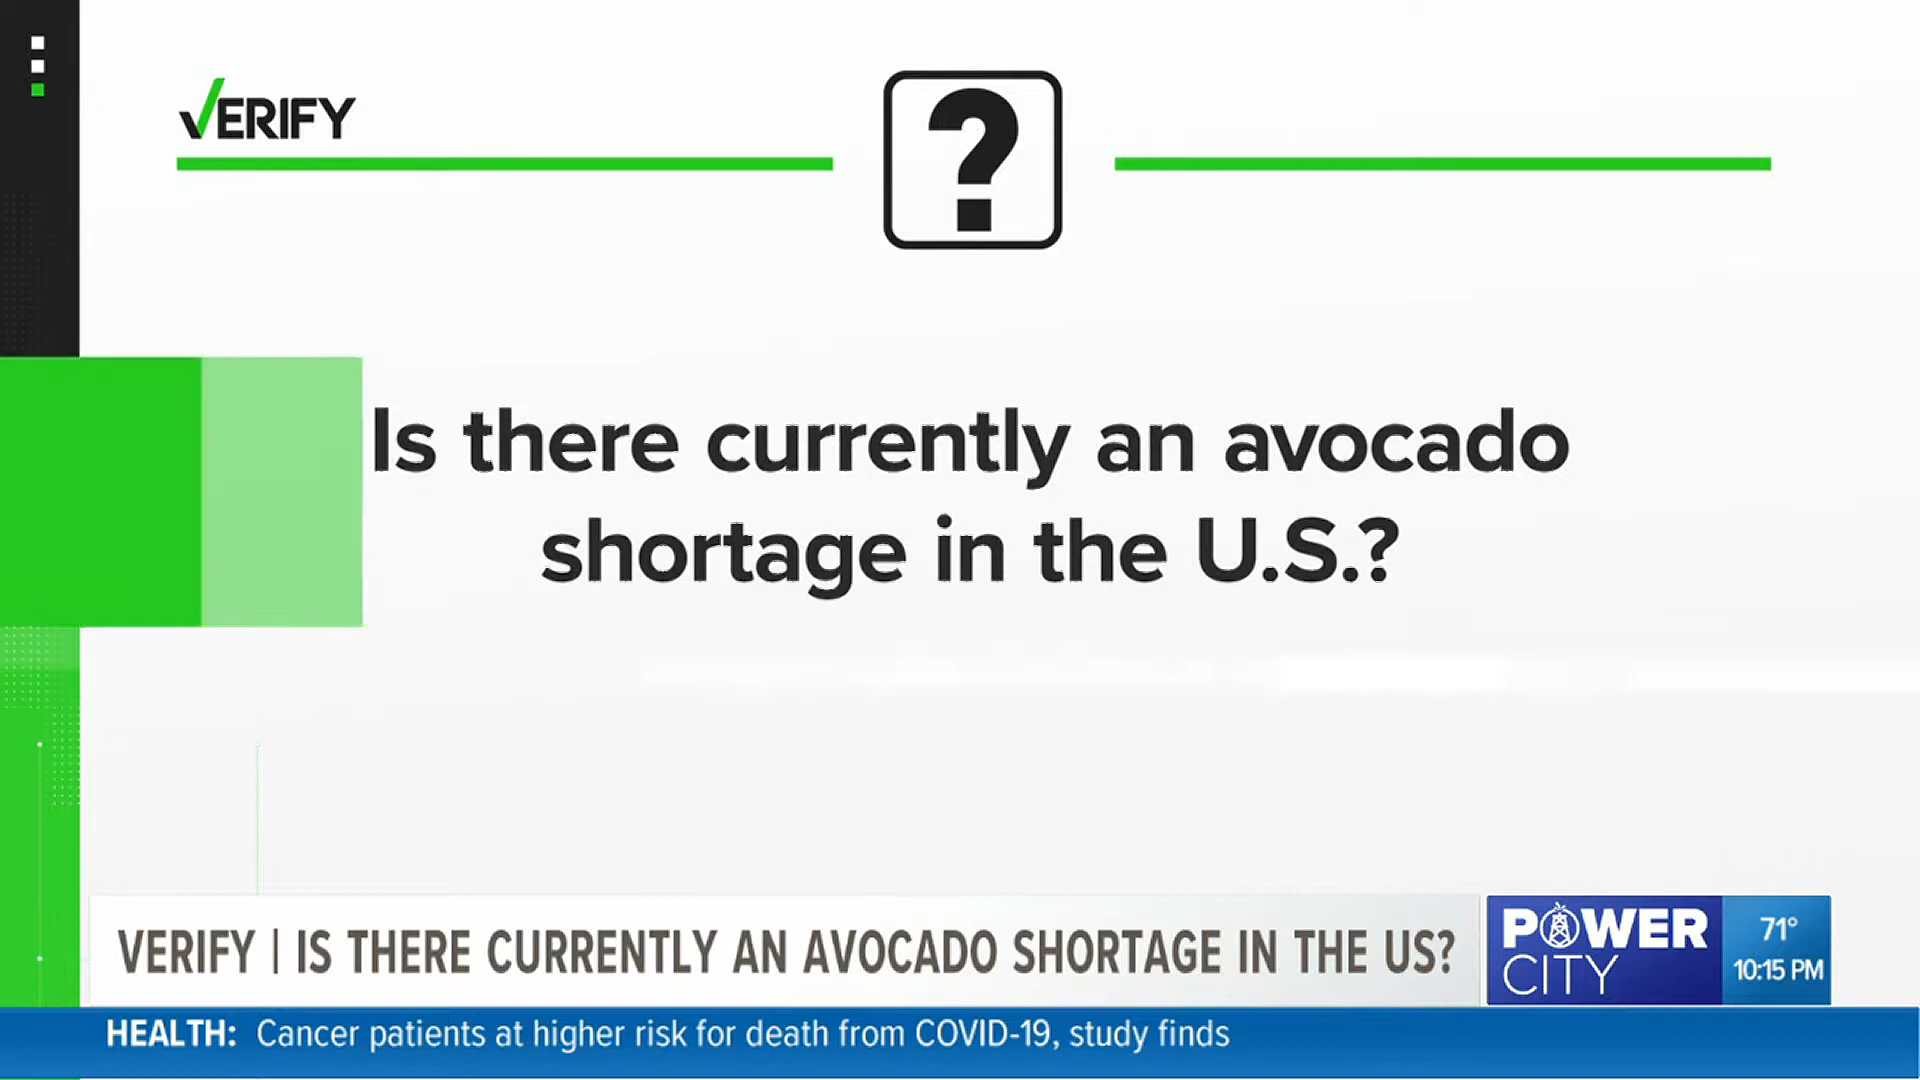 VERIFY
?
Is there currently an avocado
shortage in the U.S.?
VERIFY | IS THERE CURRENTLY AN AVOCADO SHORTAGE IN THE US?
POWER
CITY
71°
10:15 PM
HEALTH: Cancer patients at higher risk for death from COVID-19, study finds